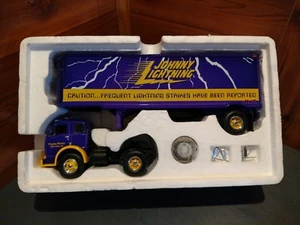 JOHNNY
LIGHTNING
CAUTION...FREQUENT LIGHTNING STRIKES HAVE BEEN REPORTED